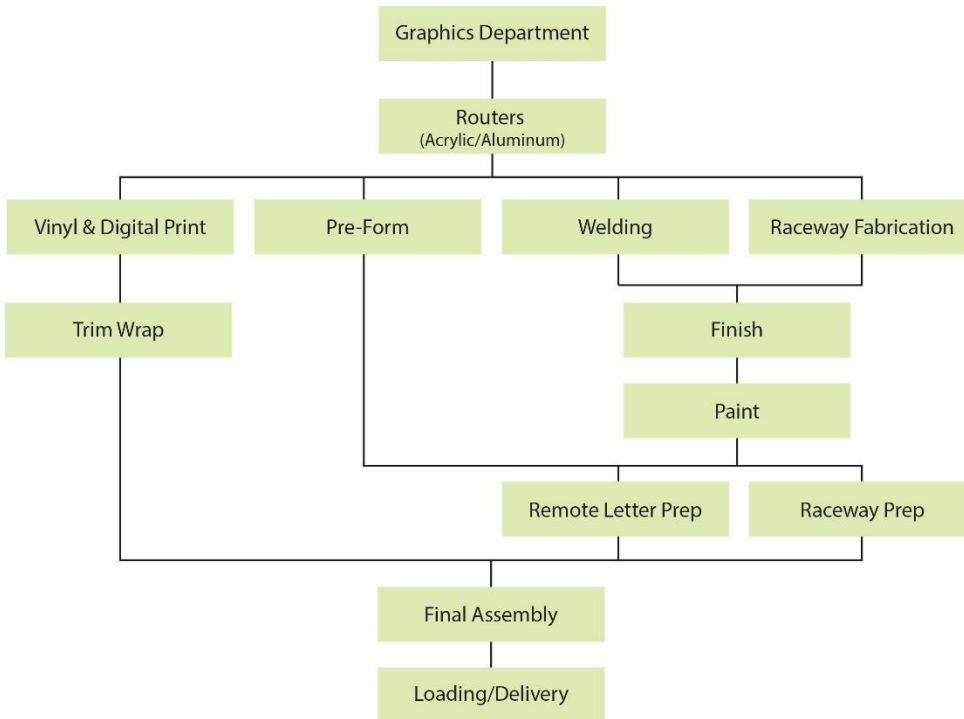 Graphics Department
Routers
(Acrylic/Aluminum)
Vinyl & Digital Print
Pre-Form
Welding
Raceway Fabrication
Trim Wrap
Finish
Paint
Remote Letter Prep
Raceway Prep
Final Assembly
Loading/Delivery